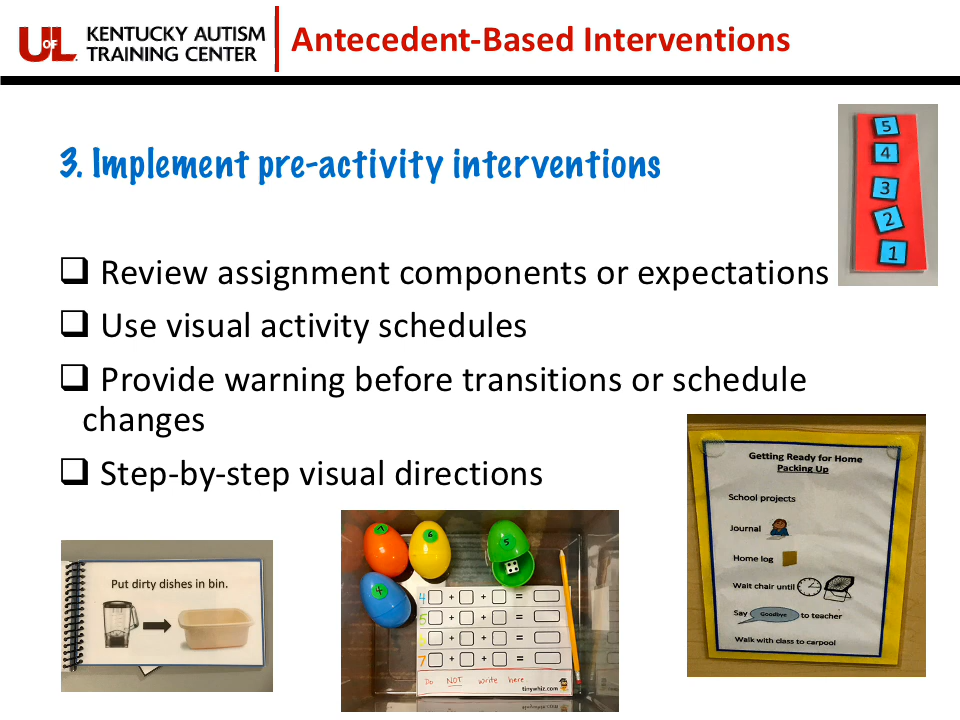 UofL
KENTUCKY AUTISM
TRAINING CENTER
Antecedent-Based Interventions
3. Implement pre-activity interventions
5
4
3
2
1
Review assignment components or expectations
Use visual activity schedules
Provide warning before transitions or schedule
changes
Step-by-step visual directions
Getting Ready for Home
Packing Up
School projects
Journal
Home log
Wait chair until
Say Goodbye to teacher
Walk with class to carpool
Put dirty dishes in bin.
7
6
5
4
4 + + =
5 + + =
6 + + =
7 + + =
Do NOT write here
tinywhiz.com